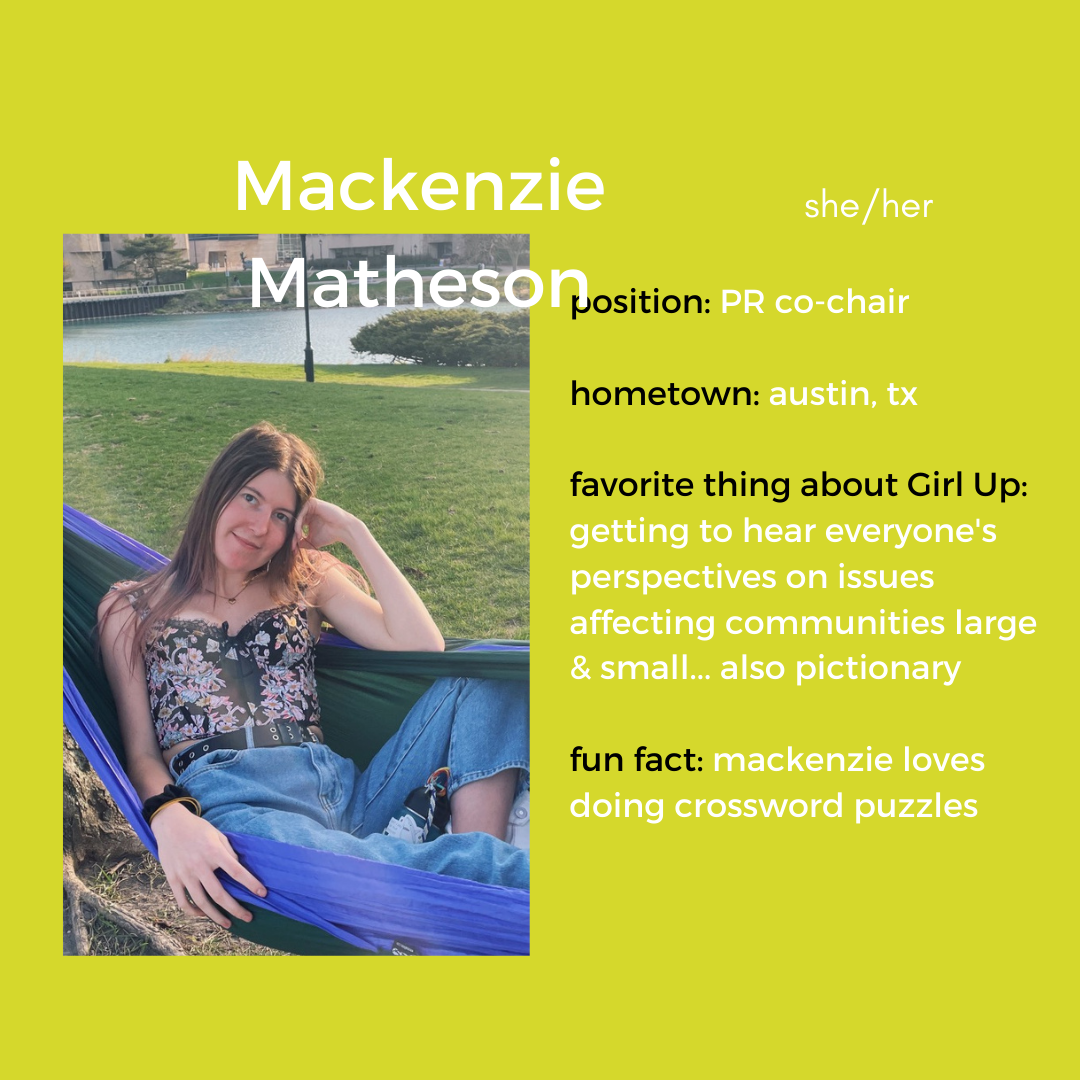 Mackenzie
Matheson
she/her
position: PR co-chair
hometown: austin, tx
favorite thing about Girl Up:
getting to hear everyone's
perspectives on issues
affecting communities large
& small... also pictionary
fun fact: mackenzie loves
doing crossword puzzles